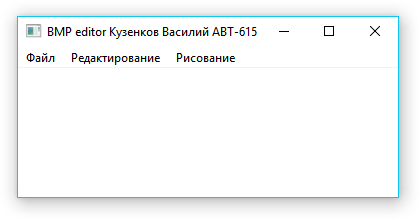 BMP editor Кузенков Василий АВТ-615
Файл Редактирование Рисование